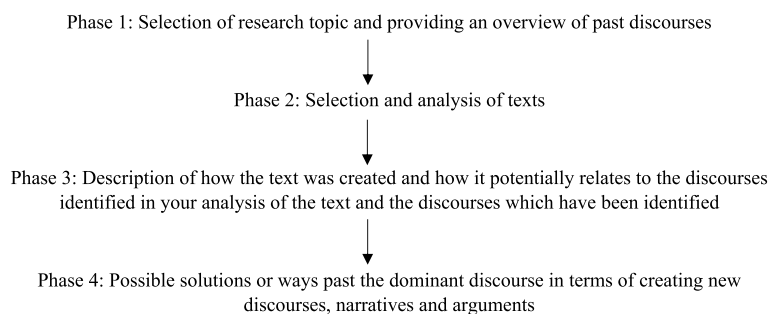 Phase 1: Selection of research topic and providing an overview of past discourses
Phase 2: Selection and analysis of texts
Phase 3: Description of how the text was created and how it potentially relates to the discourses
identified in your analysis of the text and the discourses which have been identified
Phase 4: Possible solutions or ways past the dominant discourse in terms of creating new
discourses, narratives and arguments